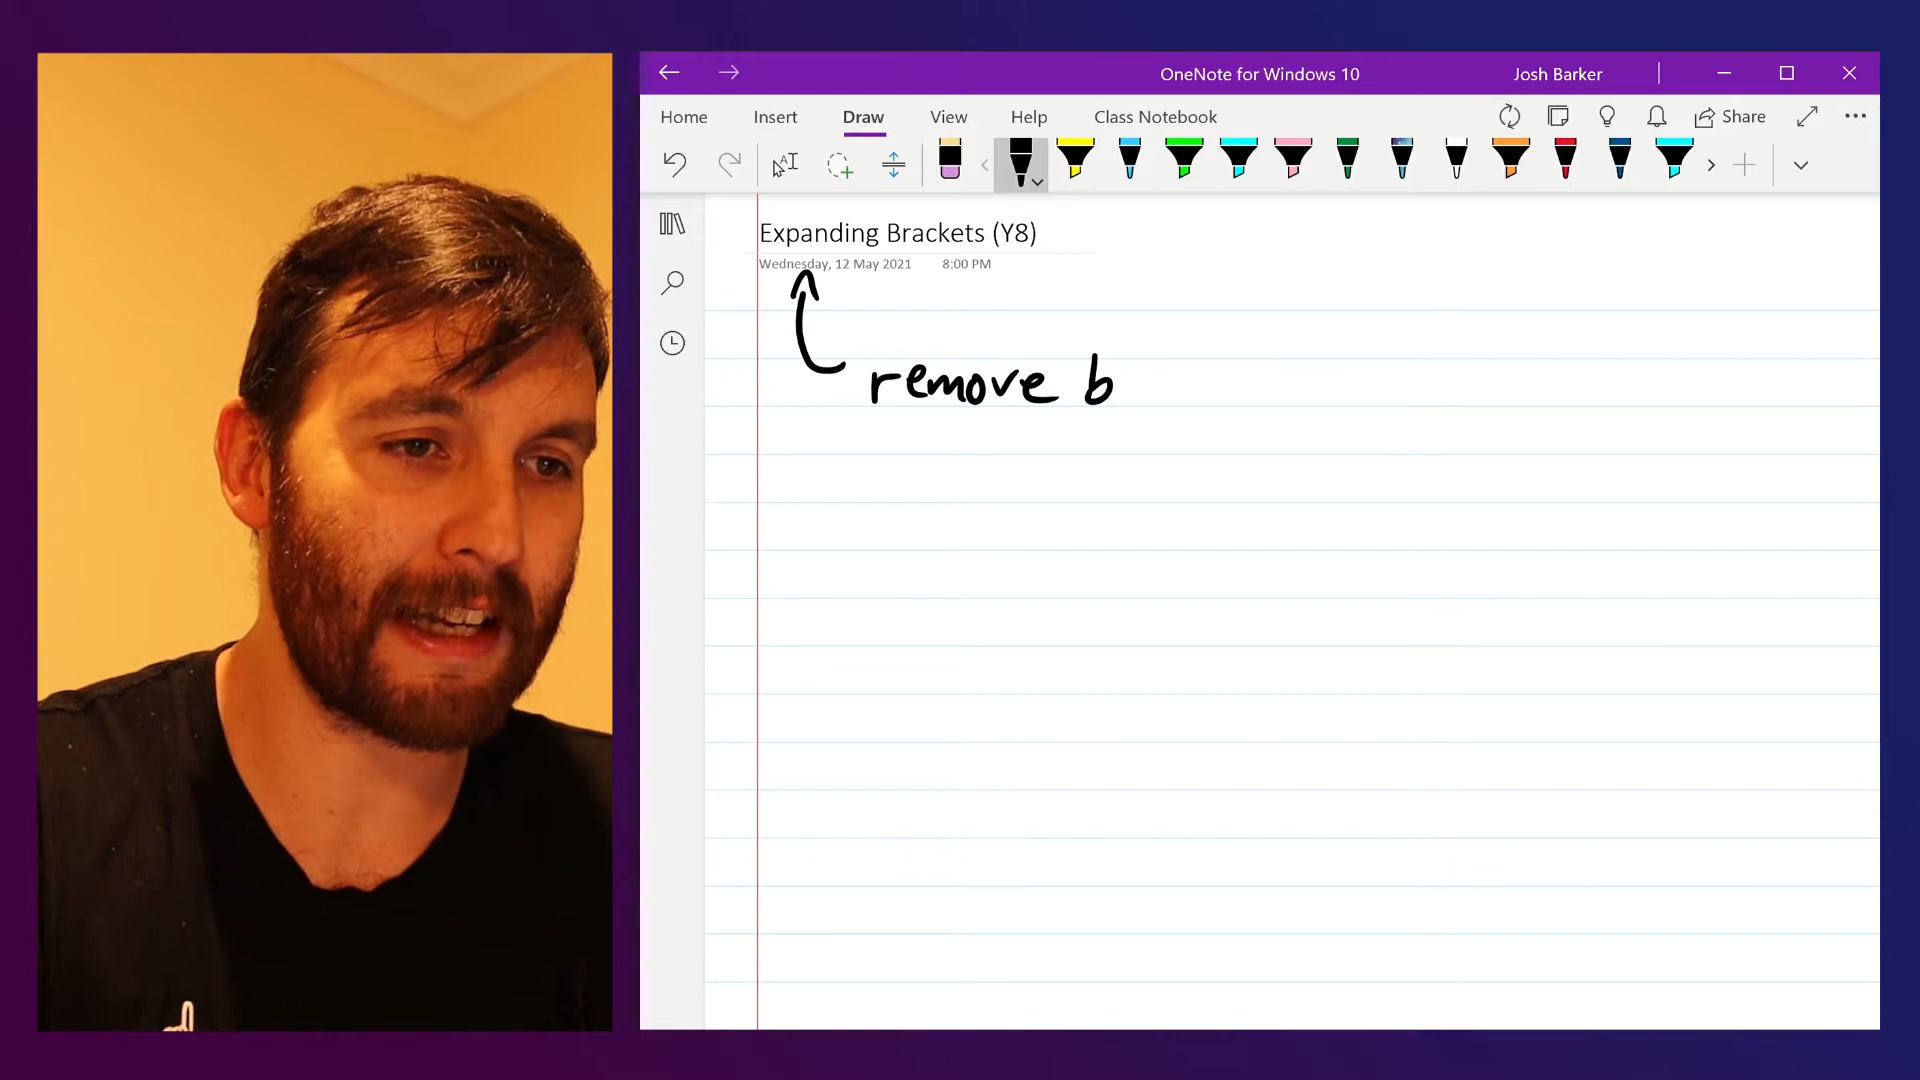 OneNote for Windows 10 Josh Barker
Home Insert Draw View Help Class Notebook Share
Expanding Brackets (Y8)
Wednesday, 12 May 2021 8:00 PM
remove b